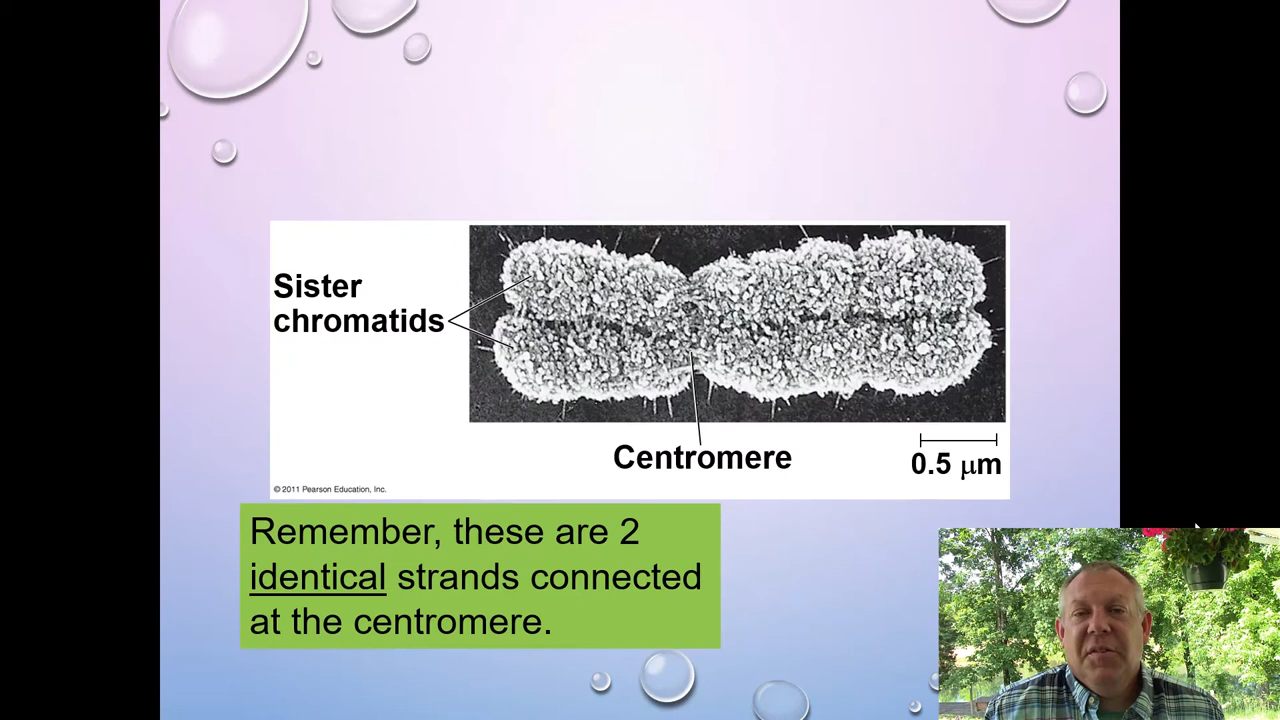 Sister
chromatids
Centromere
0.5 μm
© 2011 Pearson Education, Inc.
Remember, these are 2
identical strands connected
at the centromere.